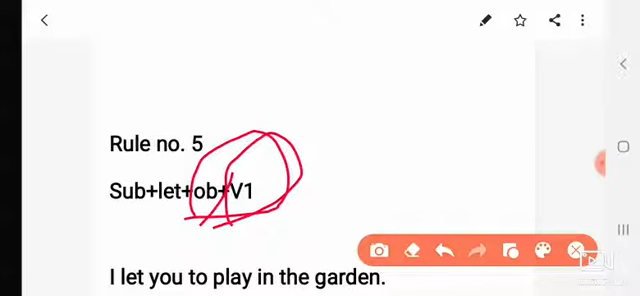 Rule no. 5
Sub+let+ob+V1
I let you to play in the garden.